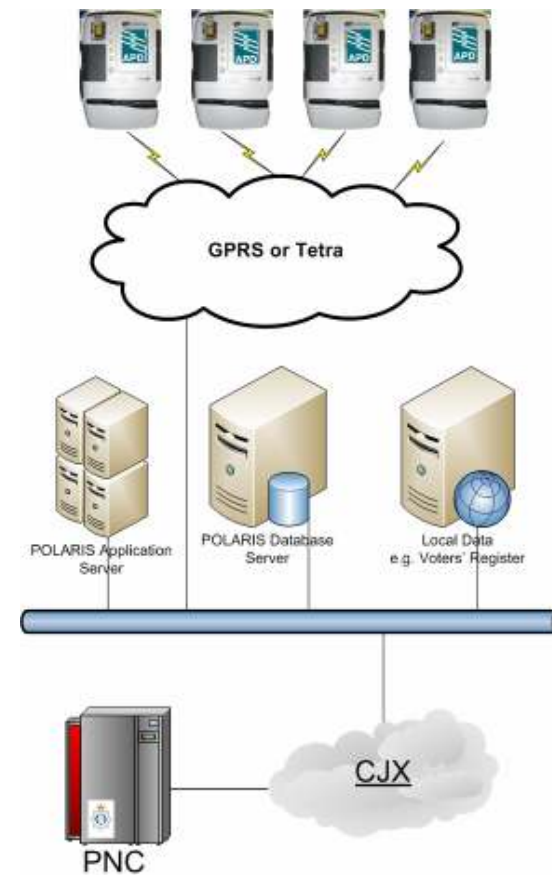 APD
APD
APD
APD
GPRS or Tetra
POLARIS Application
Server
POLARIS Database
Server
Local Data
e.g. Voters' Register
CJX
PNC